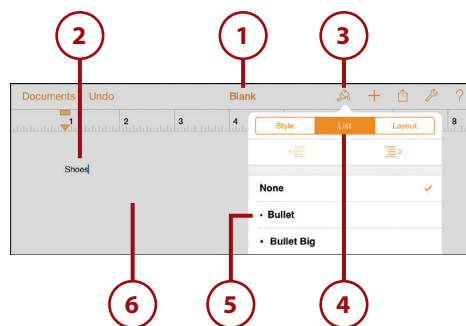 2 1 3
Documents Undo Blank ?
1 2 3 4 8
Style List Layout
Shoes
None
• Bullet
• Bullet Big
6 5 4